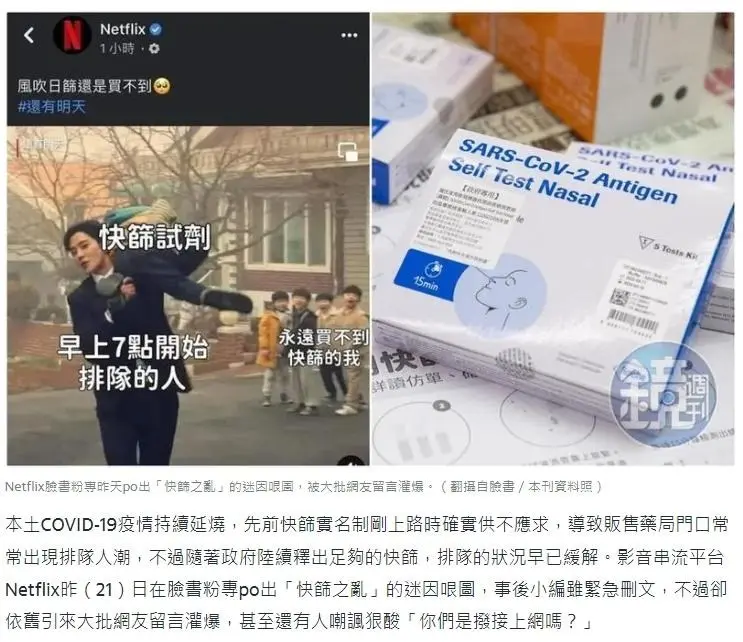 Netflix
1小時
風吹日篩還是買不到🥺
#還有明天
快篩試劑
早上7點開始
排隊的人
永遠買不到
快篩的我
SARS-CoV-2 Antigen
Self Test Nasal
SARS-CoV-2 An
Self Test Nasal
【政府專用】
5 Tests Kit
15min
鏡週刊
詳讀仿單、
Netflix臉書粉專昨天po出「快篩之亂」的迷因哏圖，被大批網友留言灌爆。（翻攝自臉書／本刊資料照）
本土COVID-19疫情持續延燒，先前快篩實名制剛上路時確實供不應求，導致販售藥局門口常
常出現排隊人潮，不過隨著政府陸續釋出足夠的快篩，排隊的狀況早已緩解。影音串流平台
Netflix昨（21）日在臉書粉專po出「快篩之亂」的迷因哏圖，事後小編雖緊急刪文，不過卻
依舊引來大批網友留言灌爆，甚至還有人嘲諷狠酸「你們是撥接上網嗎？」